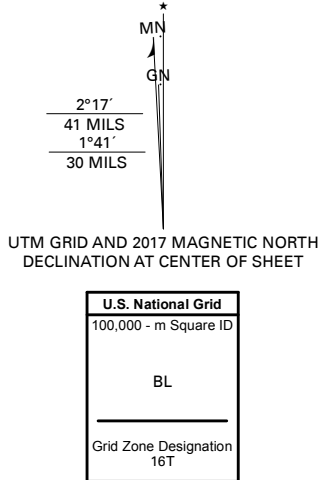 ★
MN
GN
2°17´
41 MILS
1°41´
30 MILS
UTM GRID AND 2017 MAGNETIC NORTH
DECLINATION AT CENTER OF SHEET
U.S. National Grid
100,000 - m Square ID
BL
Grid Zone Designation
16T